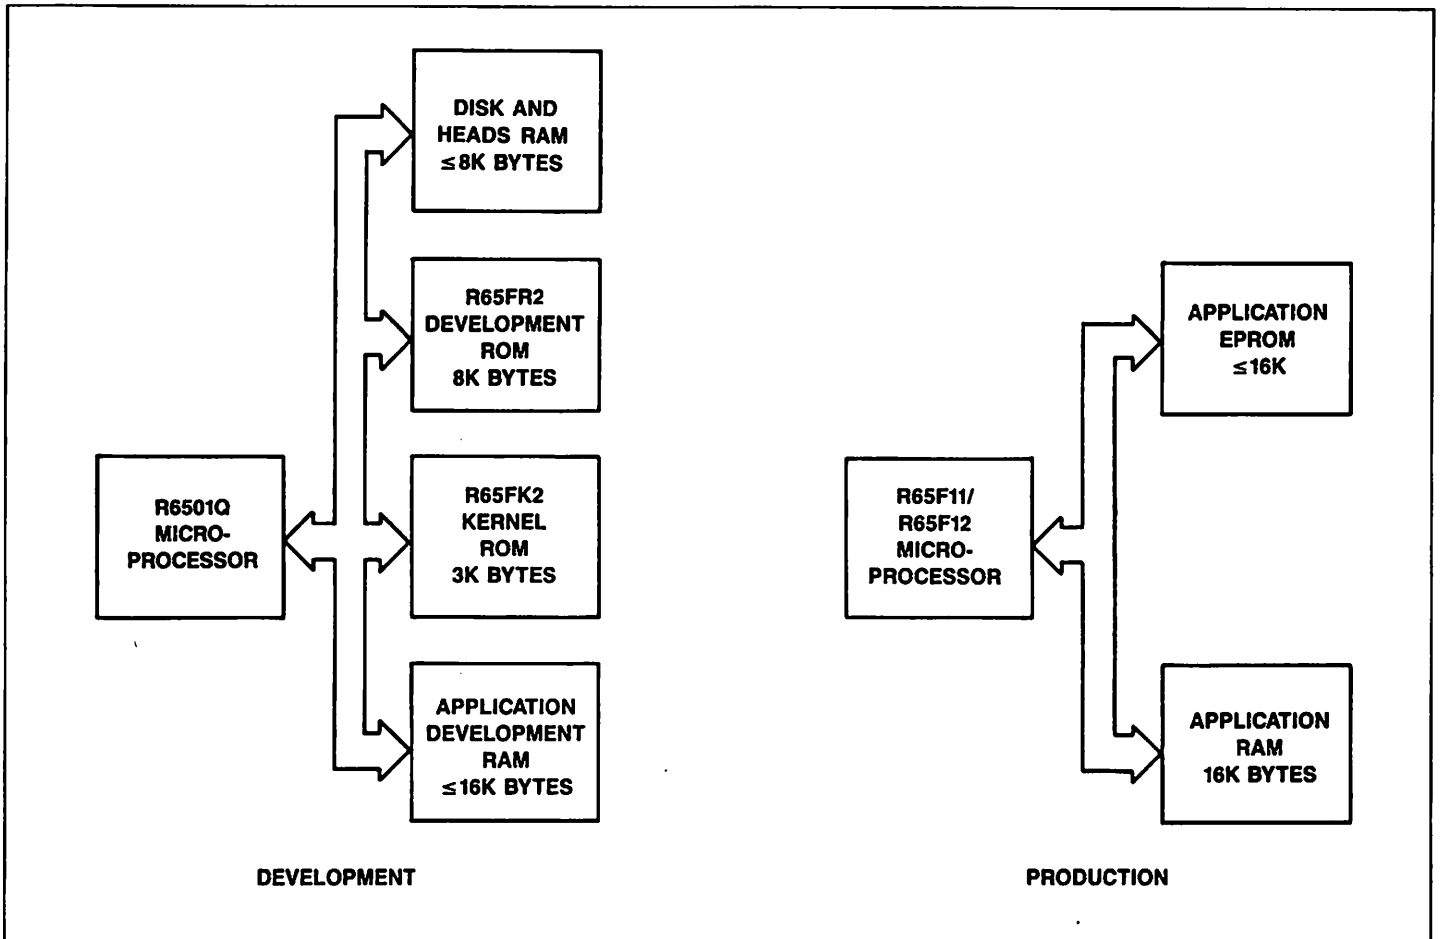 DISK AND
HEADS RAM
≤8K BYTES
R65FR2
DEVELOPMENT
ROM
8K BYTES
R6501Q
MICRO-
PROCESSOR
R65FK2
KERNEL
ROM
3K BYTES
APPLICATION
DEVELOPMENT
RAM
≤16K BYTES
DEVELOPMENT
APPLICATION
EPROM
≤16K
R65F11/
R65F12
MICRO-
PROCESSOR
APPLICATION
RAM
16K BYTES
PRODUCTION